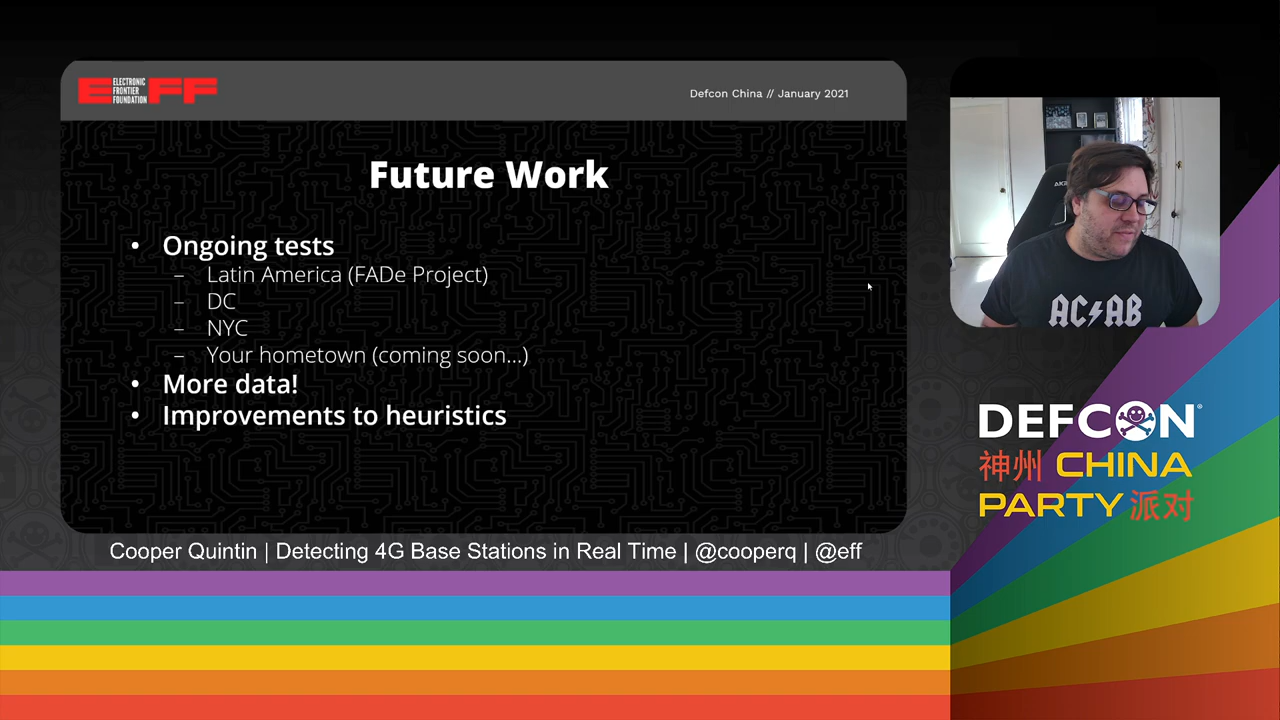 ELECTRONIC
FRONTIER
FOUNDATION
EFF
Defcon China // January 2021
Future Work
• Ongoing tests
– Latin America (FADe Project)
– DC
– NYC
– Your hometown (coming soon...)
• More data!
• Improvements to heuristics
AC⚡AB
DEFCON®
神州 CHINA
PARTY 派对
Cooper Quintin | Detecting 4G Base Stations in Real Time | @cooperq | @eff